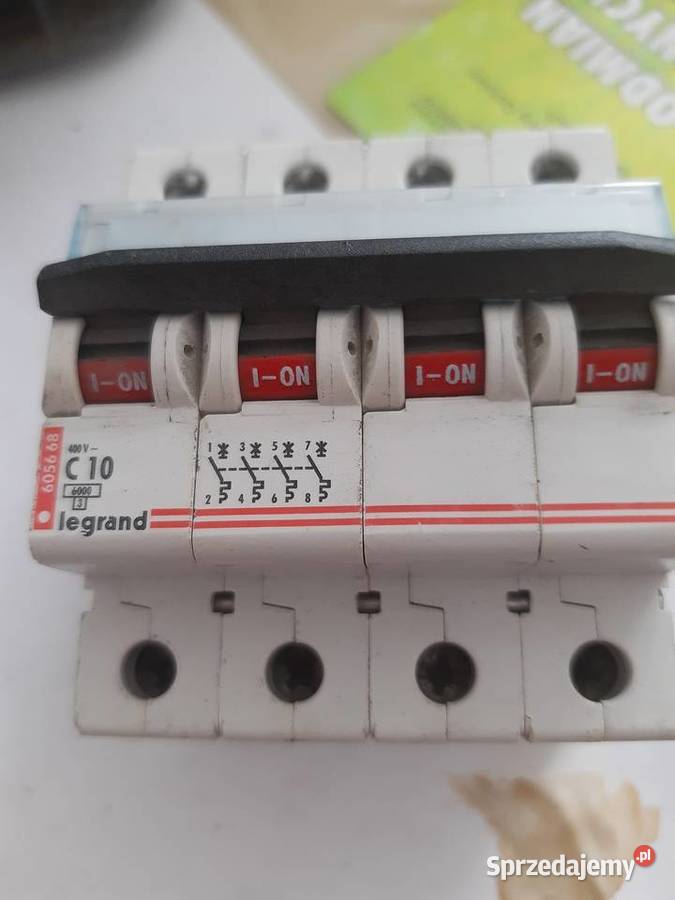 ODMIAN
I-ON I-ON I-ON I-ON
605668
400 V~
C 10
6000
3
legrand
1 3 5 7
2 4 6 8
Sprzedajemy.pl